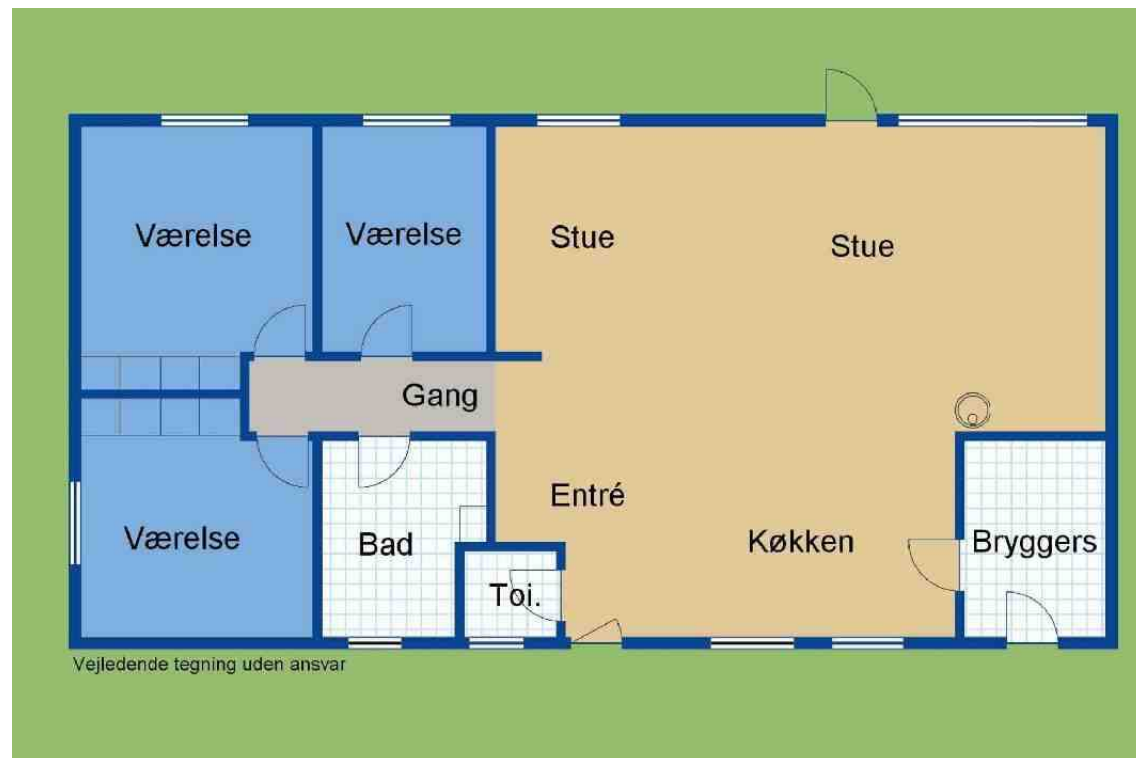 Værelse
Værelse
Stue
Stue
Gang
Entré
Værelse
Bad
Køkken
Bryggers
Toi.
Vejledende tegning uden ansvar